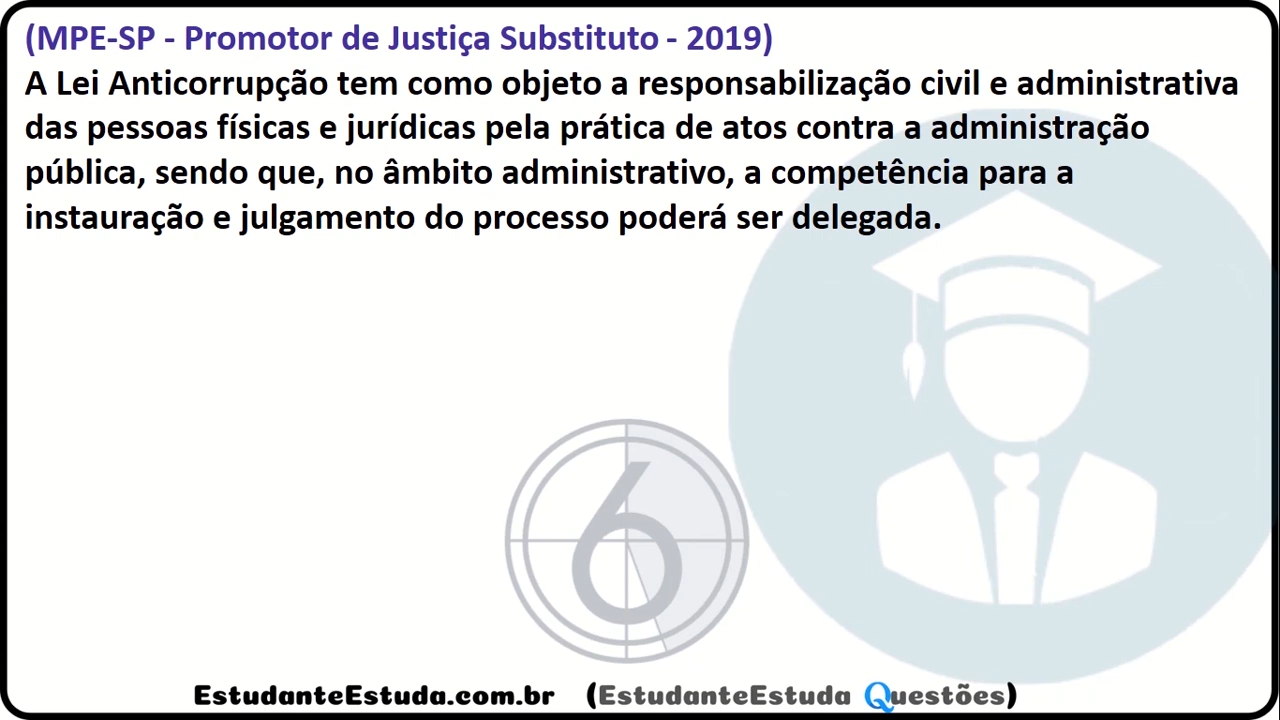 (MPE-SP - Promotor de Justiça Substituto - 2019)
A Lei Anticorrupção tem como objeto a responsabilização civil e administrativa
das pessoas físicas e jurídicas pela prática de atos contra a administração
pública, sendo que, no âmbito administrativo, a competência para a
instauração e julgamento do processo poderá ser delegada.
6
EstudanteEstuda.com.br (EstudanteEstuda Questões)